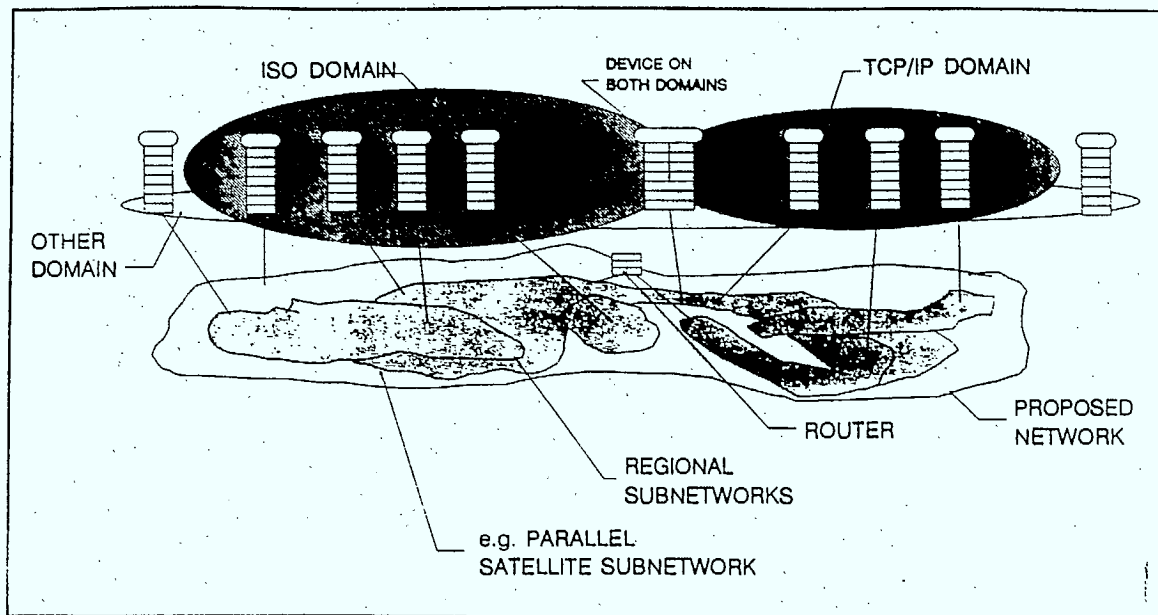 ISO DOMAIN
DEVICE ON
BOTH DOMAINS
TCP/IP DOMAIN
OTHER
DOMAIN
PROPOSED
NETWORK
ROUTER
REGIONAL
SUBNETWORKS
e.g. PARALLEL
SATELLITE SUBNETWORK